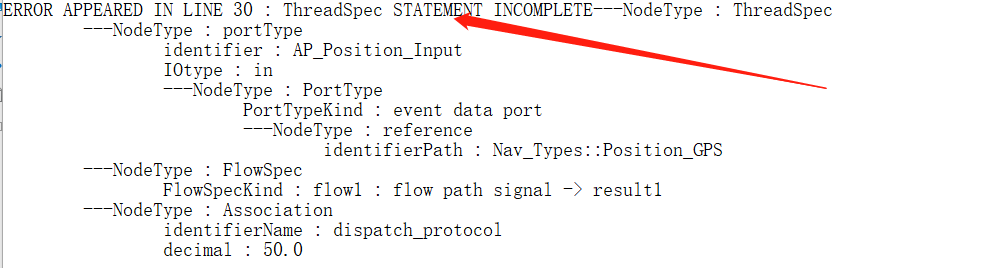 ERROR APPEARED IN LINE 30 : ThreadSpec STATEMENT INCOMPLETE---NodeType : ThreadSpec
---NodeType : portType
identifier : AP_Position_Input
IOtype : in
---NodeType : PortType
PortTypeKind : event data port
---NodeType : reference
identifierPath : Nav_Types::Position_GPS
---NodeType : FlowSpec
FlowSpecKind : flow1 : flow path signal -> result1
---NodeType : Association
identifierName : dispatch_protocol
decimal : 50.0